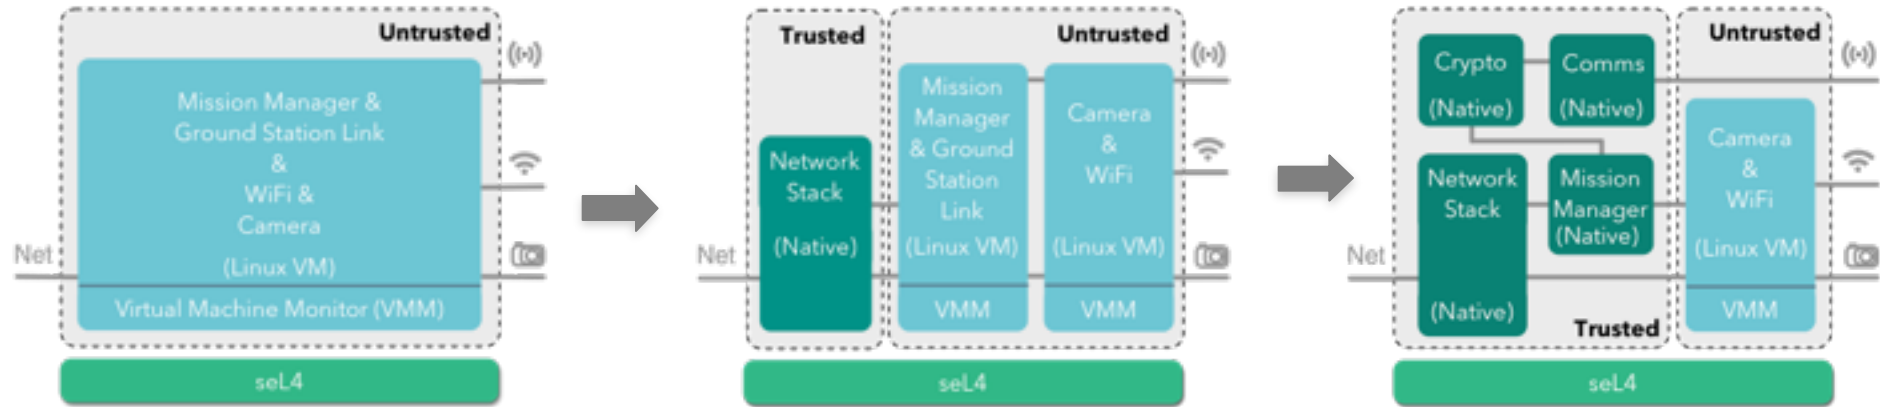 Untrusted
Mission Manager &
Ground Station Link
&
WiFi &
Camera
(Linux VM)
Virtual Machine Monitor (VMM)
Net
seL4
Trusted
Network
Stack
(Native)
Net
Untrusted
Mission
Manager
& Ground
Station
Link
(Linux VM)
VMM
Camera
&
WiFi
(Linux VM)
VMM
seL4
Crypto
(Native)
Comms
(Native)
Network
Stack
(Native)
Mission
Manager
(Native)
Trusted
Net
Untrusted
Camera
&
WiFi
(Linux VM)
VMM
seL4